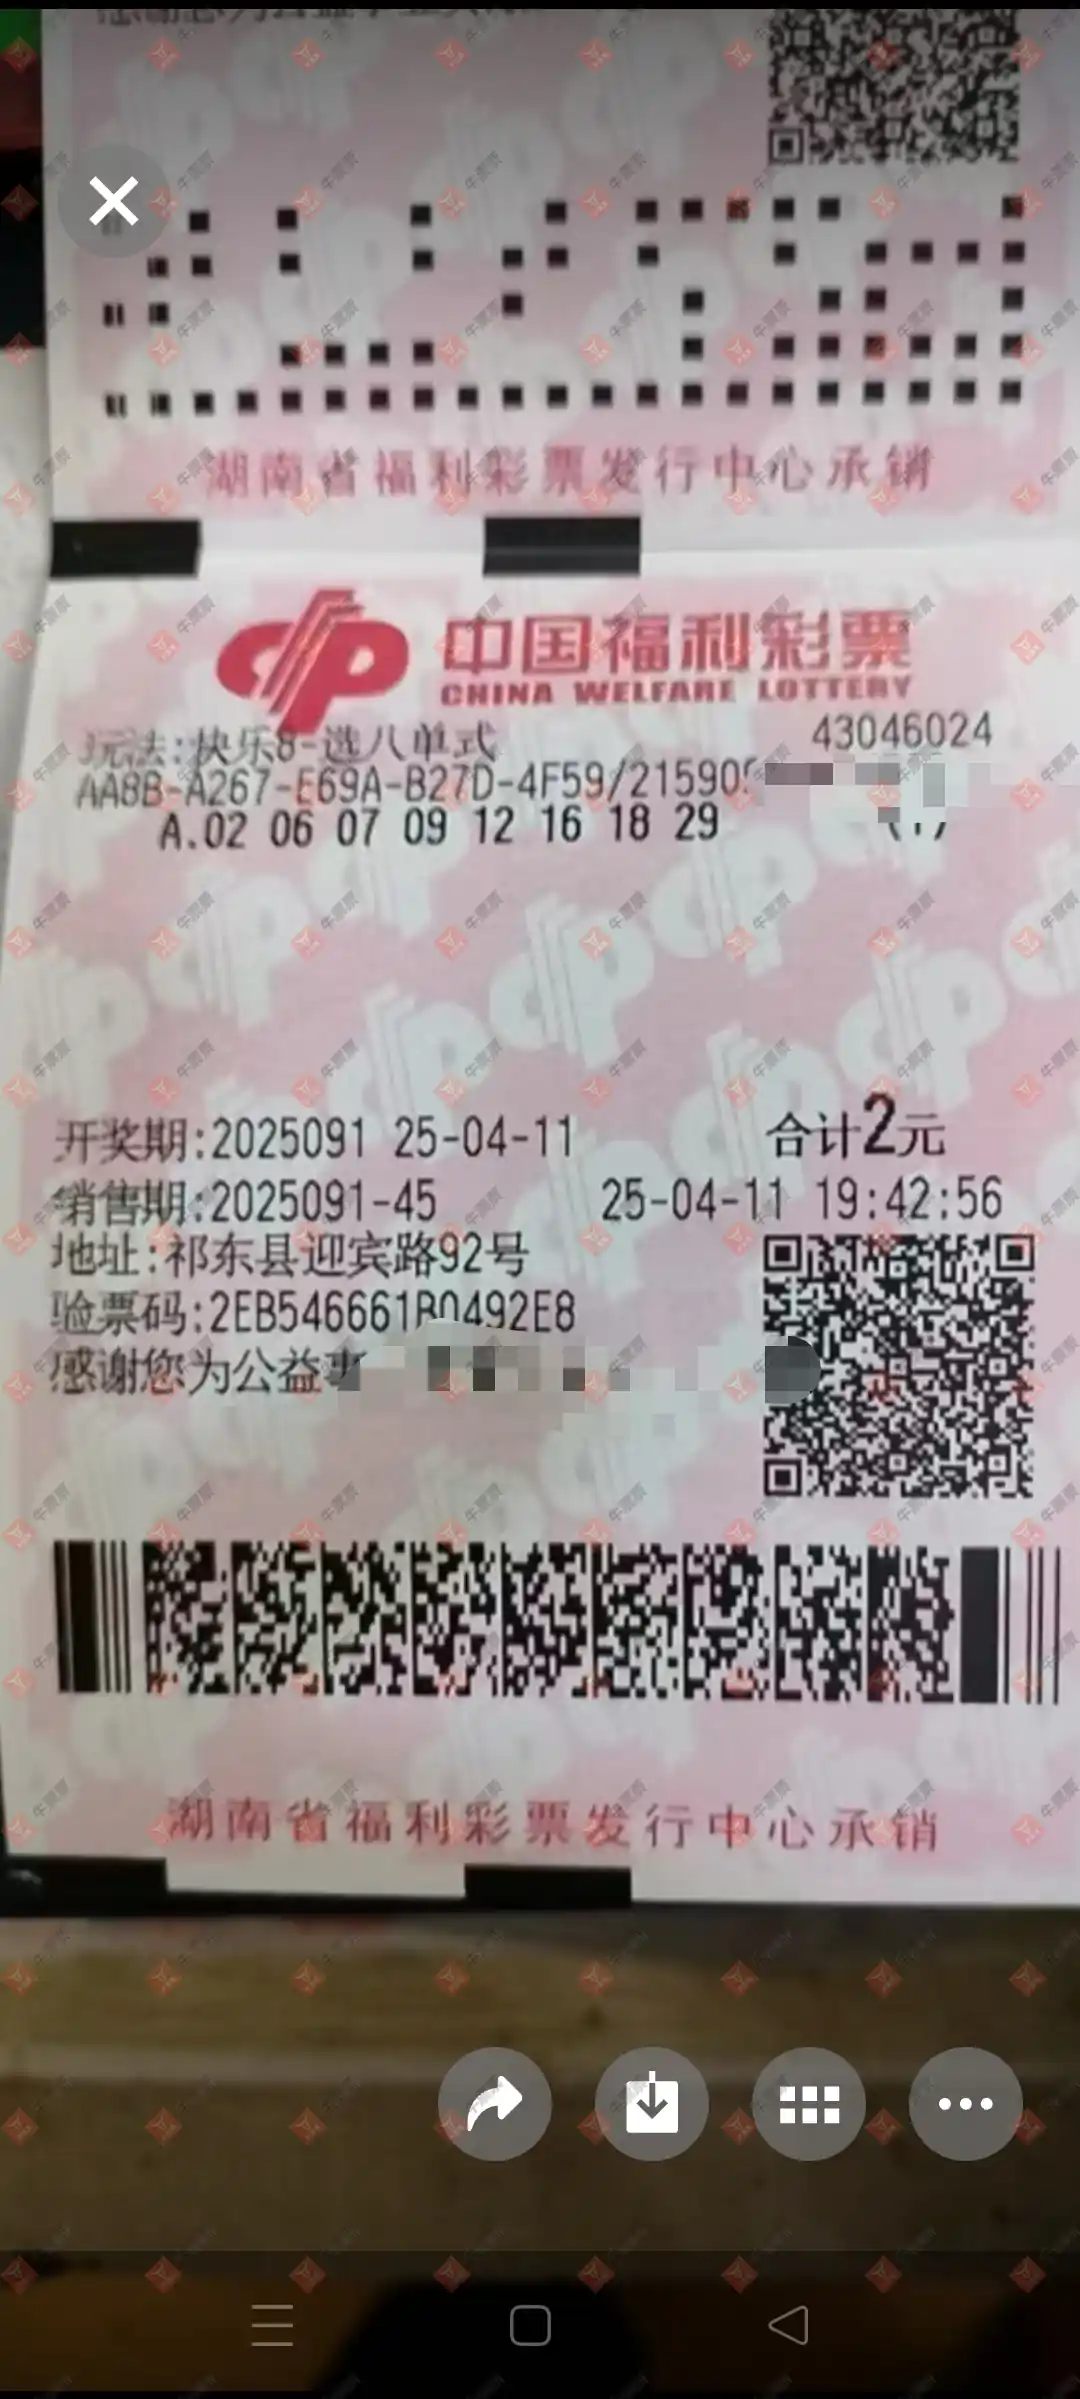 湖南省福利彩票发行中心承销
中国福利彩票
CHINA WELFARE LOTTERY
玩法:快乐8-选八单式 43046024
AA8B-A267-E69A-B27D-4F59/21590
A.02 06 07 09 12 16 18 29 (1)
开奖期:2025091 25-04-11 合计2元
销售期:2025091-45 25-04-11 19:42:56
地址:祁东县迎宾路92号
验票码:2EB546661B0492E8
感谢您为公益事
湖南省福利彩票发行中心承销
牛票票